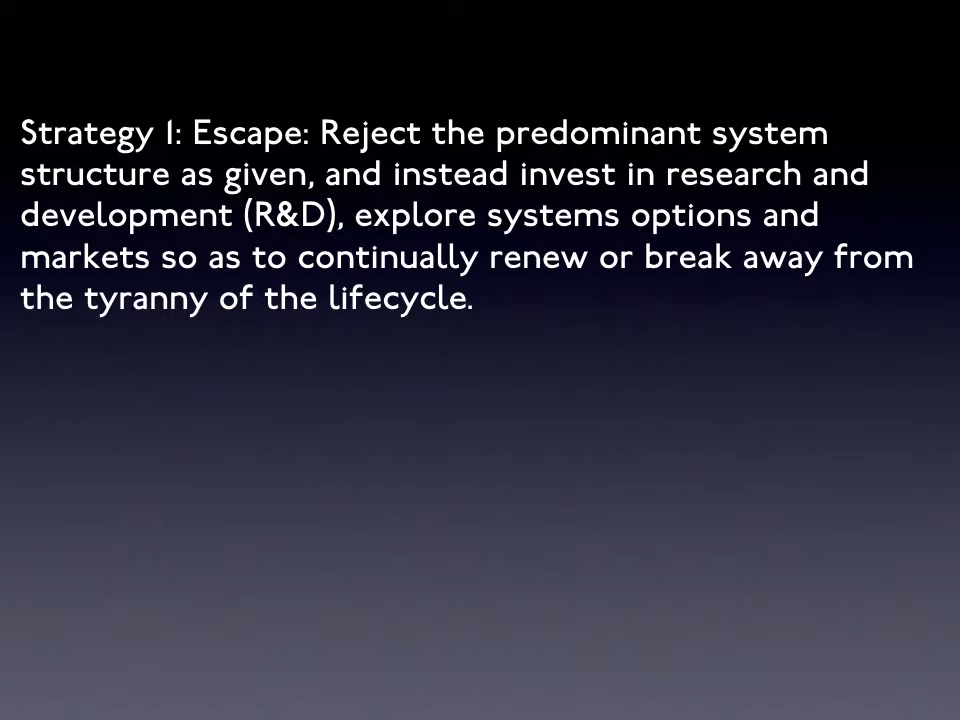 Strategy 1: Escape: Reject the predominant system
structure as given, and instead invest in research and
development (R&D), explore systems options and
markets so as to continually renew or break away from
the tyranny of the lifecycle.